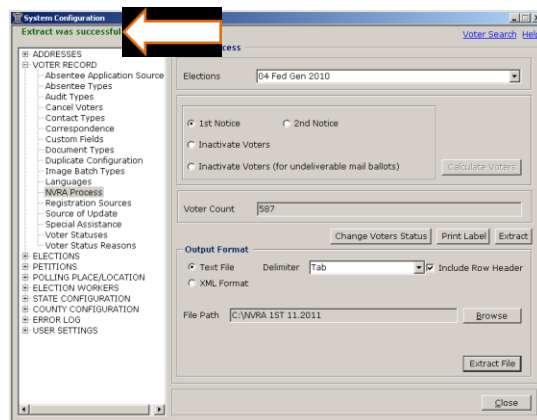 System Configuration
Extract was successful
Voter Search Help
cess
ADDRESSES
VOTER RECORD
Absentee Application Source
Absentee Types
Audit Types
Cancel Voters
Contact Types
Correspondence
Custom Fields
Document Types
Duplicate Configuration
Image Batch Types
Languages
NVRA Process
Registration Sources
Source of Update
Special Assistance
Voter Statuses
Voter Status Reasons
ELECTIONS
PETITIONS
POLLING PLACE/LOCATION
ELECTION WORKERS
STATE CONFIGURATION
COUNTY CONFIGURATION
ERROR LOG
USER SETTINGS
Elections 04 Fed Gen 2010
1st Notice 2nd Notice
Inactivate Voters
Inactivate Voters (for undeliverable mail ballots) Calculate Voters
Voter Count 587
Change Voters Status Print Label Extract
Output Format
Text File Delimiter Tab Include Row Header
XML Format
File Path C:\NVRA 1ST 11.2011 Browse
Extract File
Close